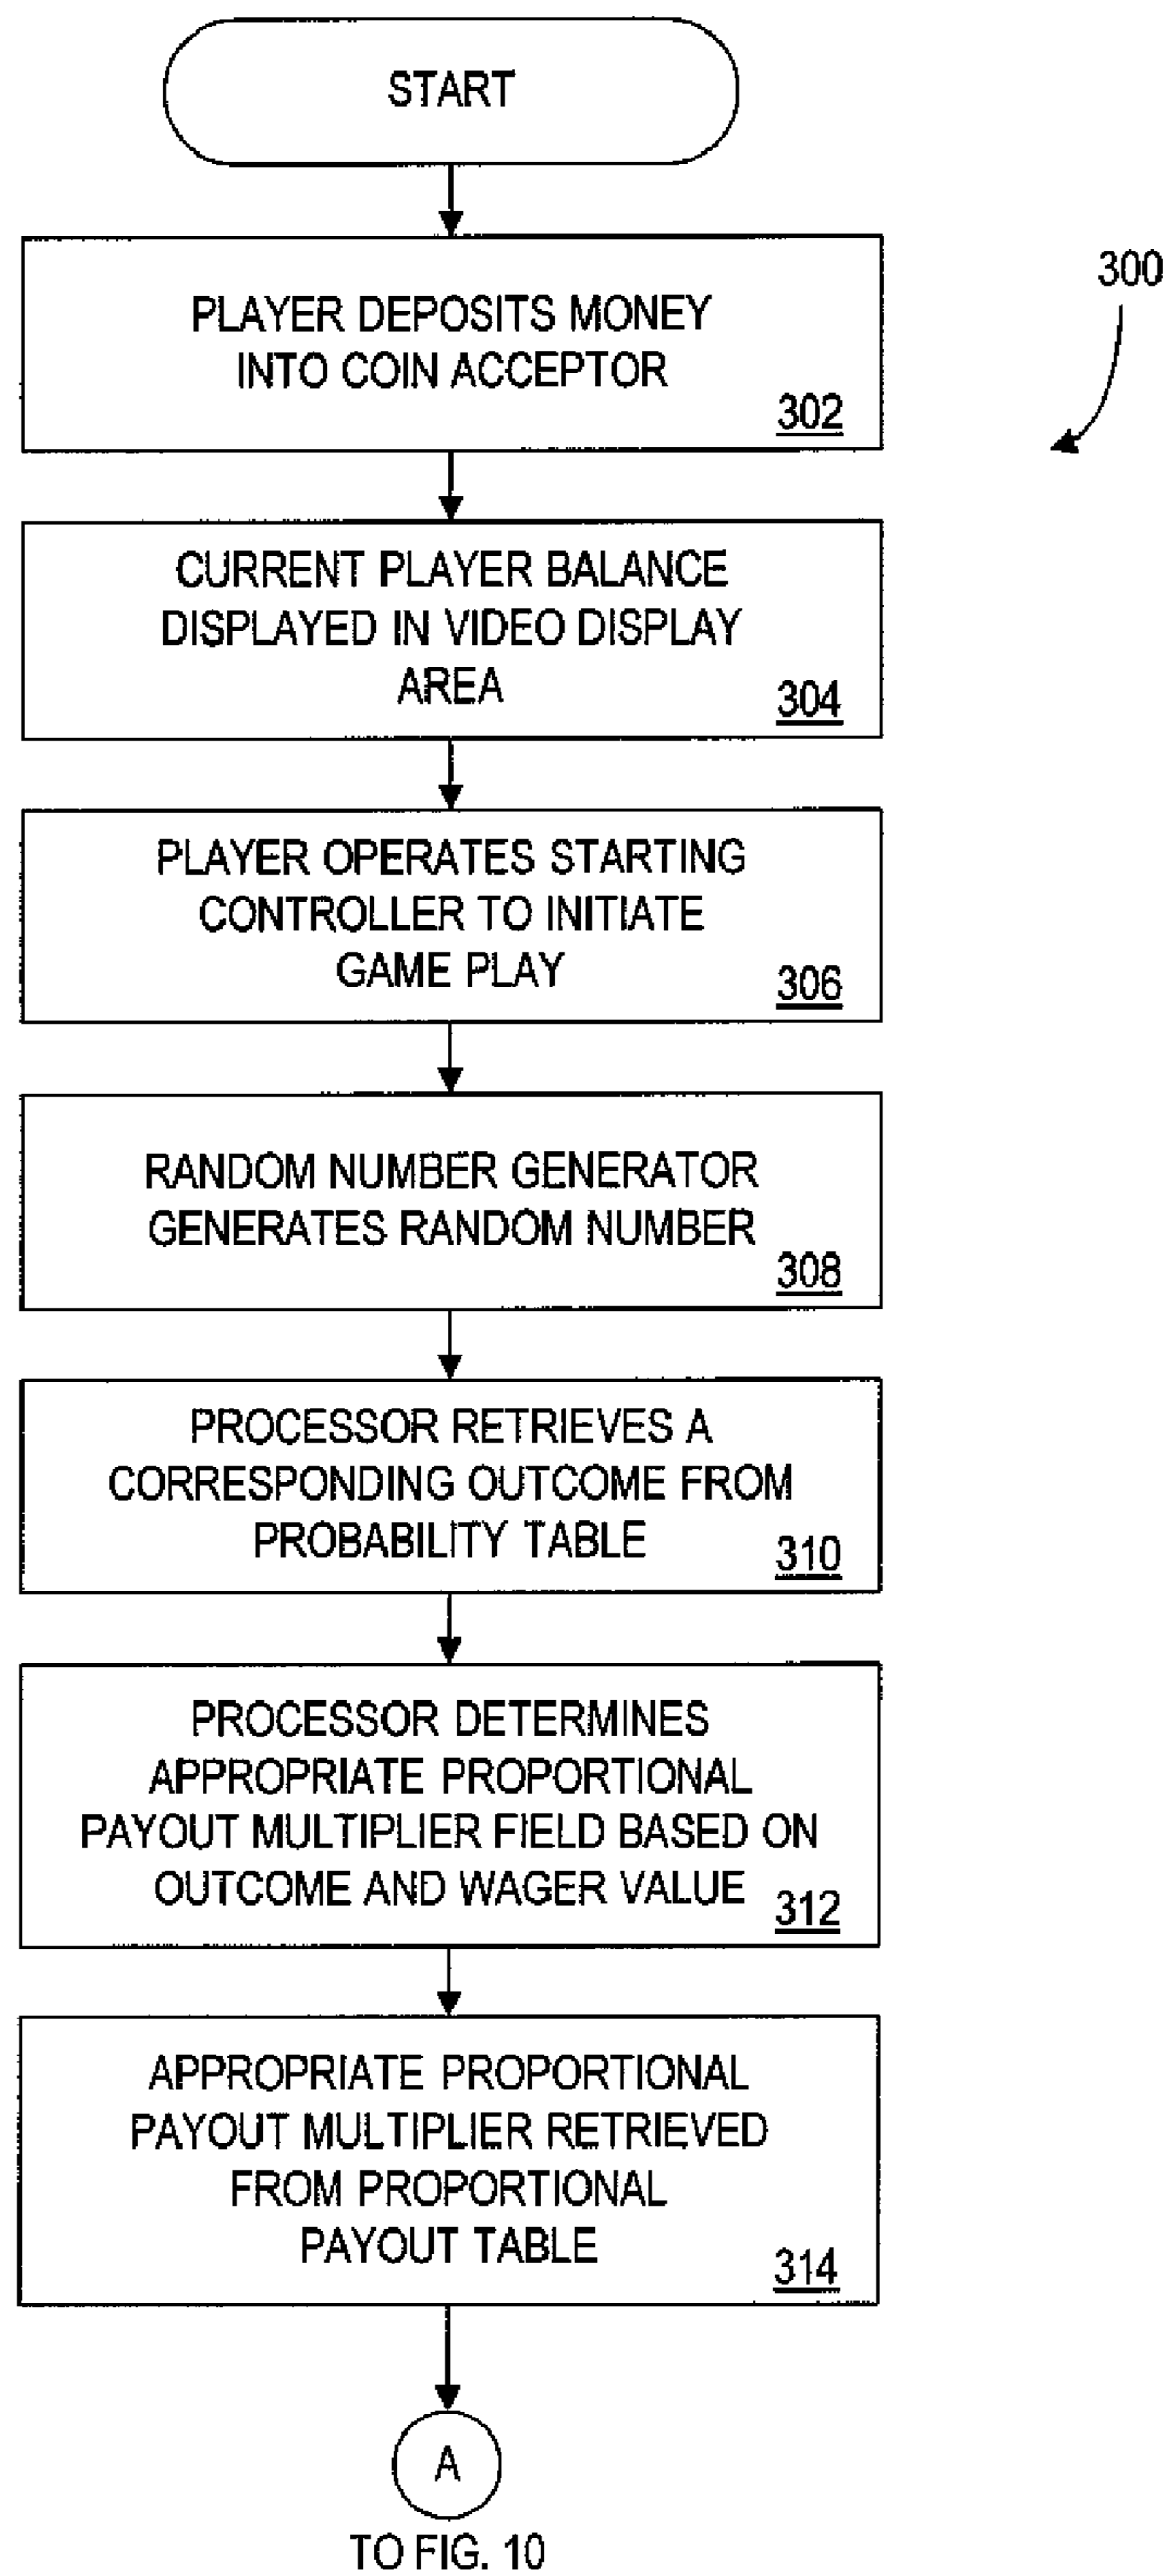 START
300
PLAYER DEPOSITS MONEY
INTO COIN ACCEPTOR
302
CURRENT PLAYER BALANCE
DISPLAYED IN VIDEO DISPLAY
AREA
304
PLAYER OPERATES STARTING
CONTROLLER TO INITIATE
GAME PLAY
306
RANDOM NUMBER GENERATOR
GENERATES RANDOM NUMBER
308
PROCESSOR RETRIEVES A
CORRESPONDING OUTCOME FROM
PROBABILITY TABLE
310
PROCESSOR DETERMINES
APPROPRIATE PROPORTIONAL
PAYOUT MULTIPLIER FIELD BASED ON
OUTCOME AND WAGER VALUE
312
APPROPRIATE PROPORTIONAL
PAYOUT MULTIPLIER RETRIEVED
FROM PROPORTIONAL
PAYOUT TABLE
314
A
TO FIG. 10